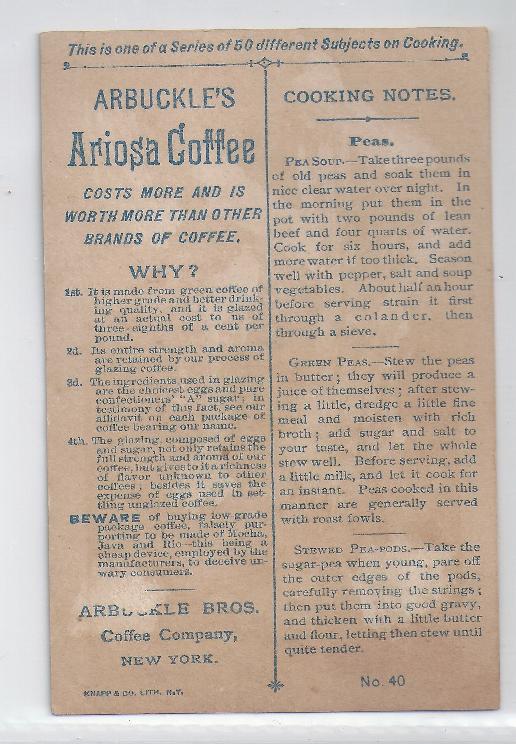 This is one of a Series of 50 different Subjects on Cooking.
ARBUCKLE'S
Ariosa Coffee
COSTS MORE AND IS
WORTH MORE THAN OTHER
BRANDS OF COFFEE.
WHY?
1st. It is made from green coffee of
higher grade and better drink-
ing quality, and it is glazed
at an actual cost to us of
three-eighths of a cent per
pound.
2d. Its entire strength and aroma
are retained by our process of
glazing coffee.
3d. The ingredients used in glazing
are the choicest eggs and pure
confectioners' "A" sugar; in
testimony of this fact, see our
affidavit on each package of
coffee bearing our name.
4th. The glazing, composed of eggs
and sugar, not only retains the
full strength and aroma of our
coffee, but gives to it a richness
of flavor unknown to other
coffees; besides it saves the
expense of eggs used in set-
tling unglazed coffee.
BEWARE of buying low-grade
package coffee, falsely pur-
porting to be made of Mocha,
Java and Rio—this being a
cheap device, employed by the
manufacturers, to deceive un-
wary consumers.
ARBUCKLE BROS.
Coffee Company,
NEW YORK.
KNAPP & CO. LITH. N.Y.
COOKING NOTES.
Peas.
PEA SOUP.—Take three pounds
of old peas and soak them in
nice clear water over night. In
the morning put them in the
pot with two pounds of lean
beef and four quarts of water.
Cook for six hours, and add
more water if too thick. Season
well with pepper, salt and soup
vegetables. About half an hour
before serving strain it first
through a colander, then
through a sieve.
GREEN PEAS.—Stew the peas
in butter; they will produce a
juice of themselves; after stew-
ing a little, dredge a little fine
meal and moisten with rich
broth; add sugar and salt to
your taste, and let the whole
stew well. Before serving, add
a little milk, and let it cook for
an instant. Peas cooked in this
manner are generally served
with roast fowls.
STEWED PEA-PODS.—Take the
sugar-pea when young, pare off
the outer edges of the pods,
carefully removing the strings;
then put them into good gravy,
and thicken with a little butter
and flour, letting then stew until
quite tender.
No. 40